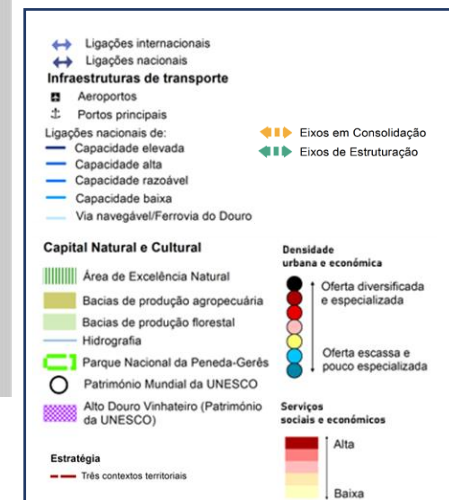 Ligações internacionais
Ligações nacionais
Infraestruturas de transporte
Aeroportos
Portos principais
Ligações nacionais de:
Capacidade elevada
Capacidade alta
Capacidade razoável
Capacidade baixa
Via navegável/Ferrovia do Douro
Eixos em Consolidação
Eixos de Estruturação
Capital Natural e Cultural
Área de Excelência Natural
Bacias de produção agropecuária
Bacias de produção florestal
Hidrografia
Parque Nacional da Peneda-Gerês
Património Mundial da UNESCO
Alto Douro Vinhateiro (Património
da UNESCO)
Estratégia
Três contextos territoriais
Densidade
urbana e económica
Oferta diversificada
e especializada
Oferta escassa e
pouco especializada
Serviços
sociais e económicos
Alta
Baixa